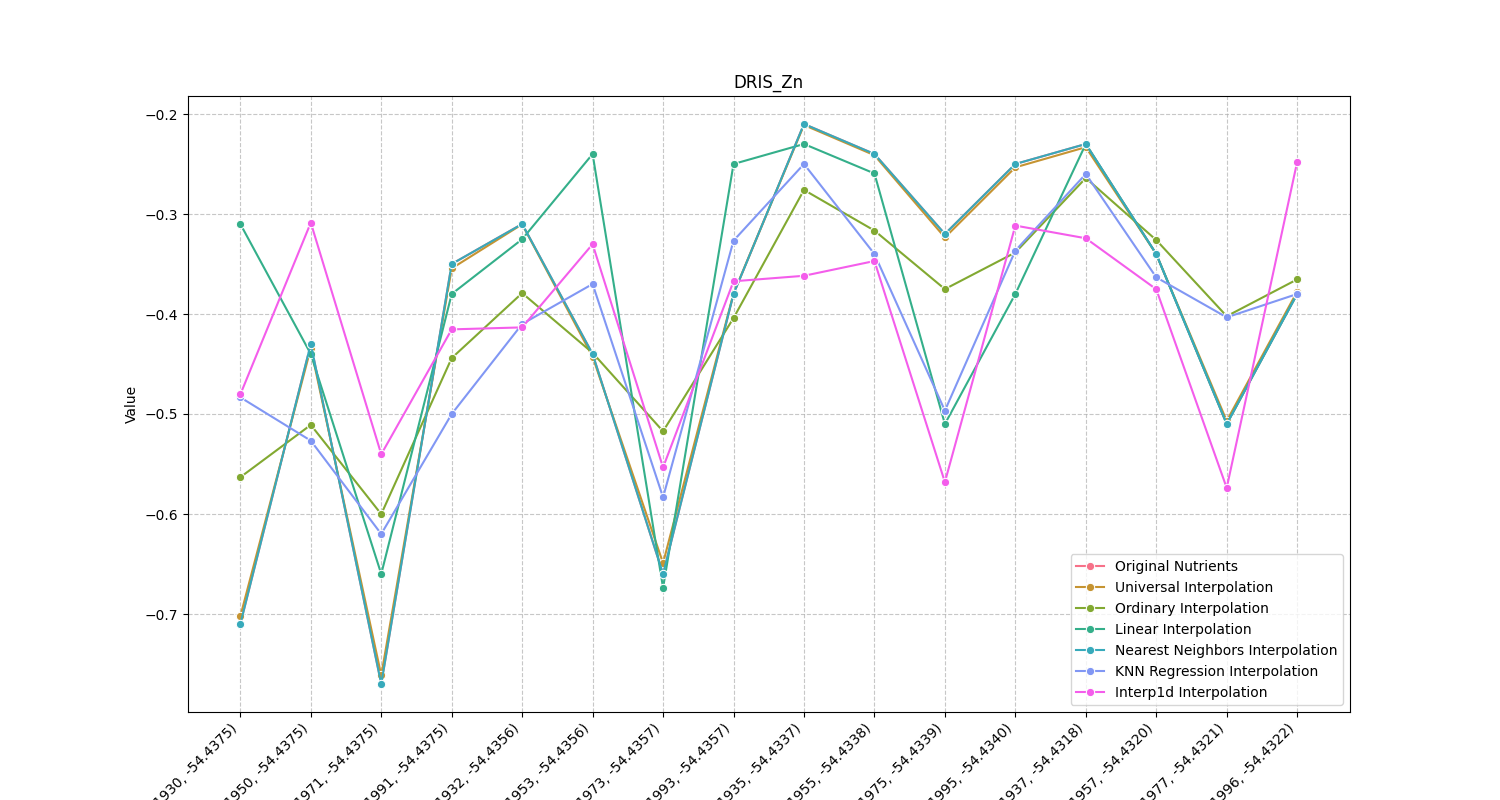 DRIS_Zn
Value
−0.2
−0.3
−0.4
−0.5
−0.6
−0.7
Original Nutrients
Universal Interpolation
Ordinary Interpolation
Linear Interpolation
Nearest Neighbors Interpolation
KNN Regression Interpolation
Interp1d Interpolation
1930, -54.4375)
1950, -54.4375)
1971, -54.4375)
1991, -54.4375)
1932, -54.4356)
1953, -54.4356)
1973, -54.4357)
1993, -54.4357)
1935, -54.4337)
1955, -54.4338)
1975, -54.4339)
1995, -54.4340)
1937, -54.4318)
1957, -54.4320)
1977, -54.4321)
1996, -54.4322)